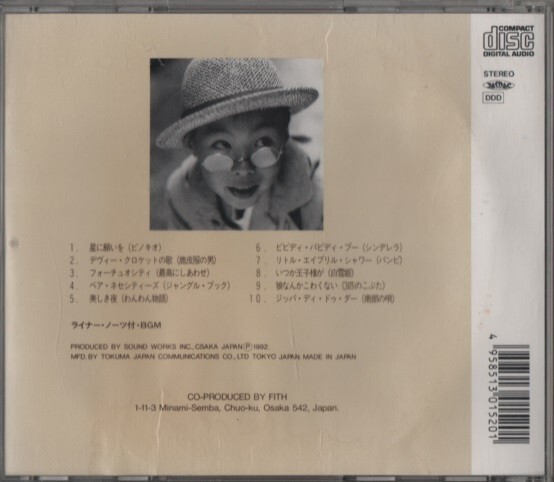 COMPACT
disc
DIGITAL AUDIO
STEREO
DDD
1. 星に願いを (ピノキオ)
2. デヴィー・クロケットの歌 (鹿皮服の男)
3. フォーチュオシティ (最高にしあわせ)
4. ベア・ネセシティーズ (ジャングル・ブック)
5. 美しき夜 (わんわん物語)
6. ビビディ・バビディ・ブー (シンデレラ)
7. リトル・エイプリル・シャワー (バンビ)
8. いつか王子様が (白雪姫)
9. 狼なんかこわくない (3匹のこぶた)
10. ジッパ・ディ・ドゥ・ダー (南部の唄)
ライナー・ノーツ付・BGM
PRODUCED BY SOUND WORKS INC., OSAKA JAPAN Ⓟ1992
MFD. BY TOKUMA JAPAN COMMUNICATIONS CO., LTD TOKYO JAPAN MADE IN JAPAN
CO-PRODUCED BY FITH
1-11-3 Minami-Semba, Chuo-ku, Osaka 542, Japan.
4 958513 015201